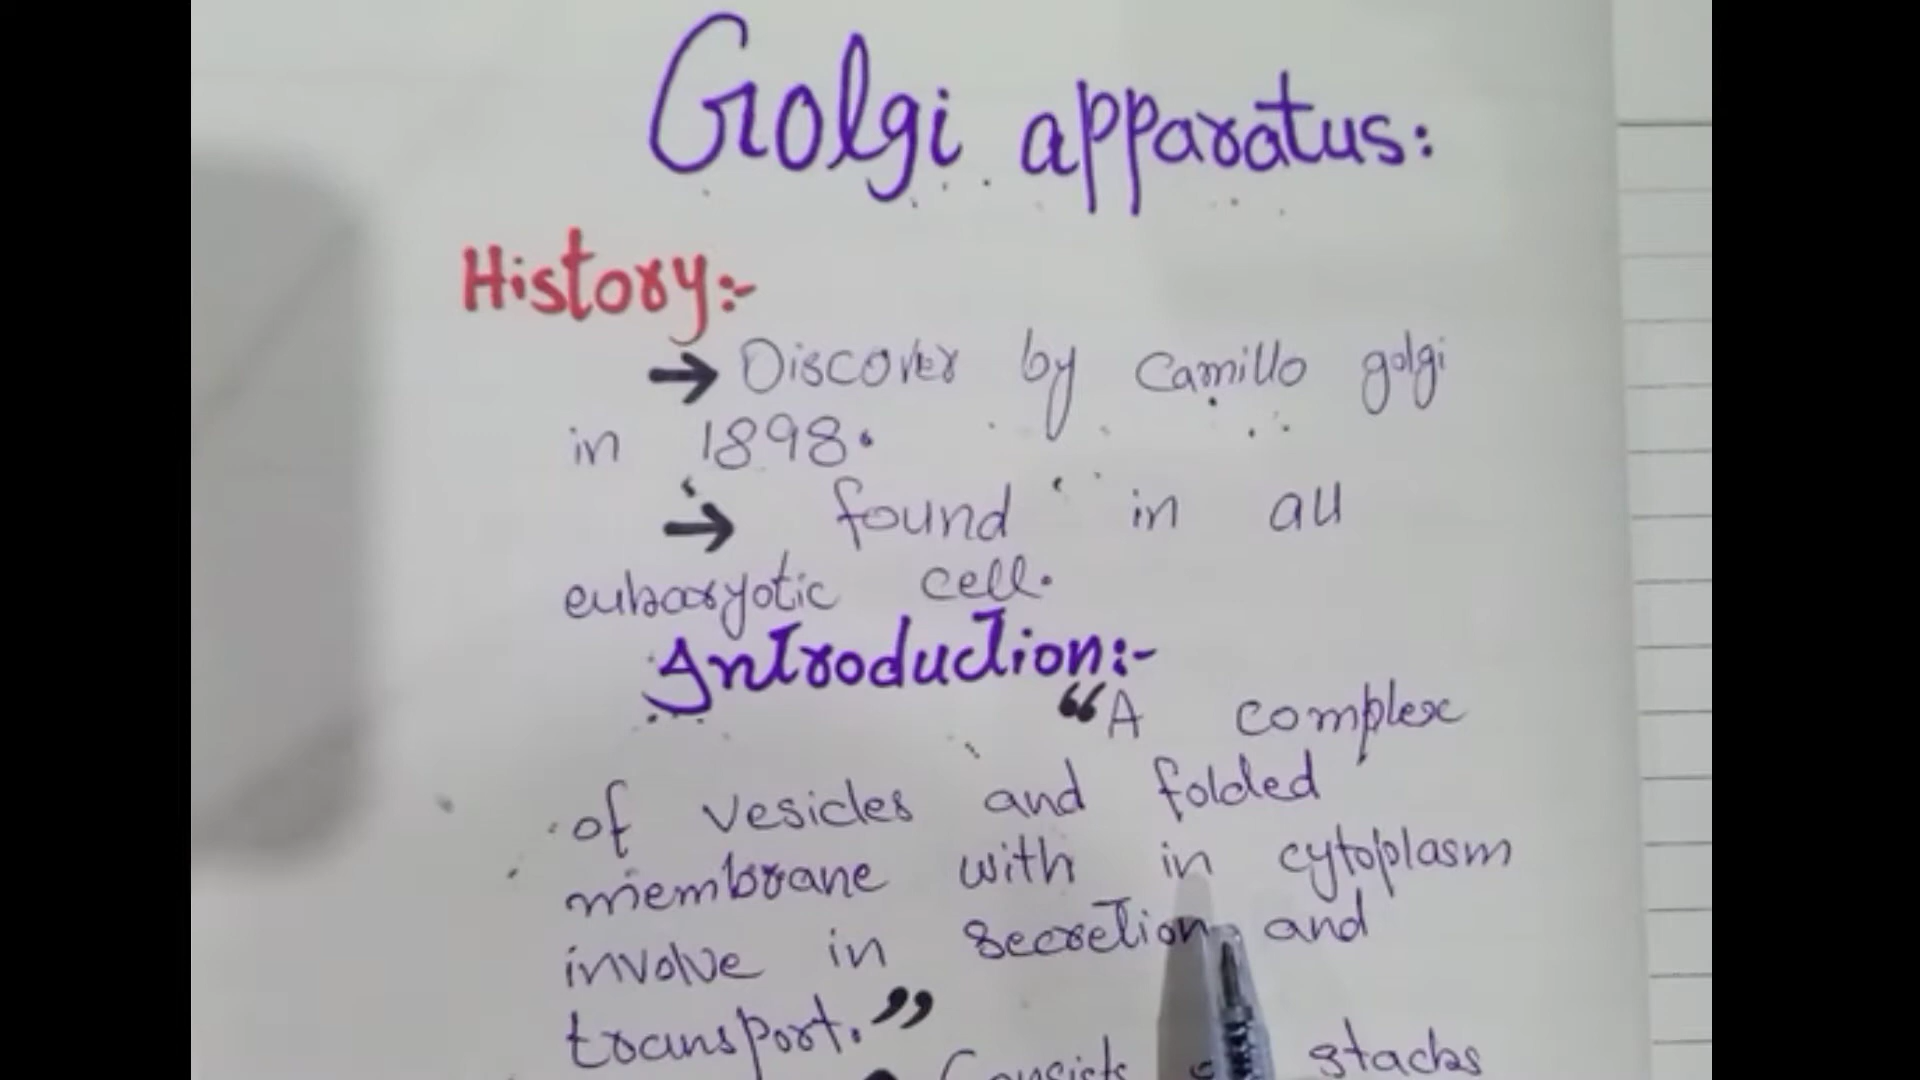 Golgi apparatus:
History:-
→ Discover by Camillo golgi
in 1898.
→ found in all
eukaryotic cell.
Introduction:-
“A complex
of vesicles and folded
membrane with in cytoplasm
involve in secretion and
transport.”
Consists stacks